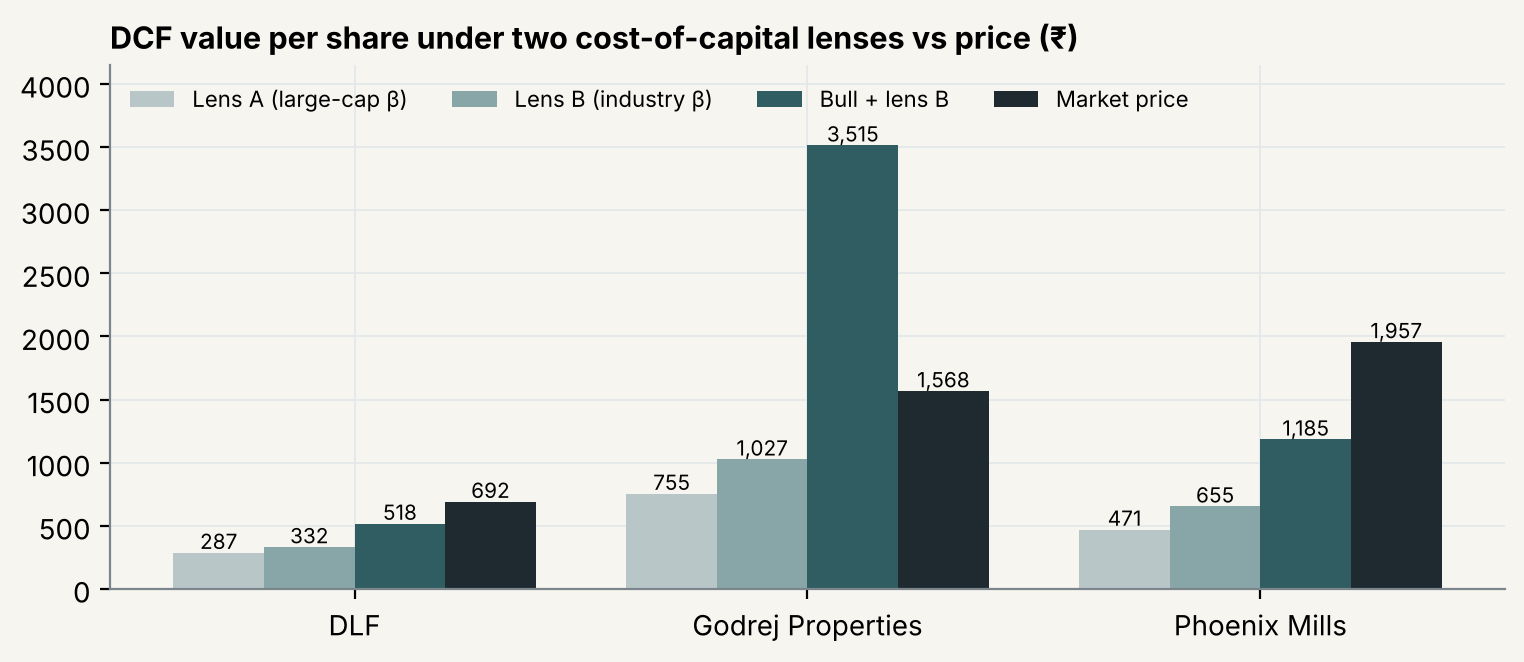 DCF value per share under two cost-of-capital lenses vs price (₹)
Lens A (large-cap β) Lens B (industry β) Bull + lens B Market price
4000
3500
3000
2500
2000
1500
1000
500
0
287 332 518 692
755 1,027 3,515 1,568
471 655 1,185 1,957
DLF Godrej Properties Phoenix Mills